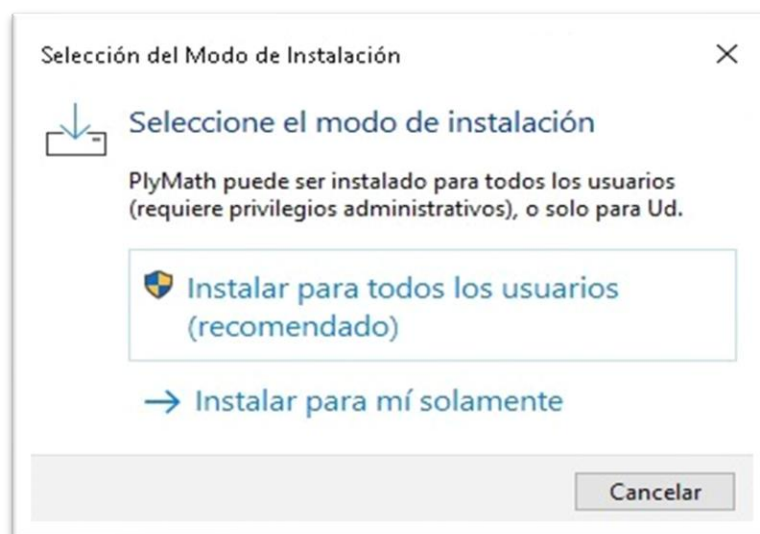 Selección del Modo de Instalación
Seleccione el modo de instalación
PlyMath puede ser instalado para todos los usuarios
(requiere privilegios administrativos), o solo para Ud.
Instalar para todos los usuarios
(recomendado)
Instalar para mí solamente
Cancelar